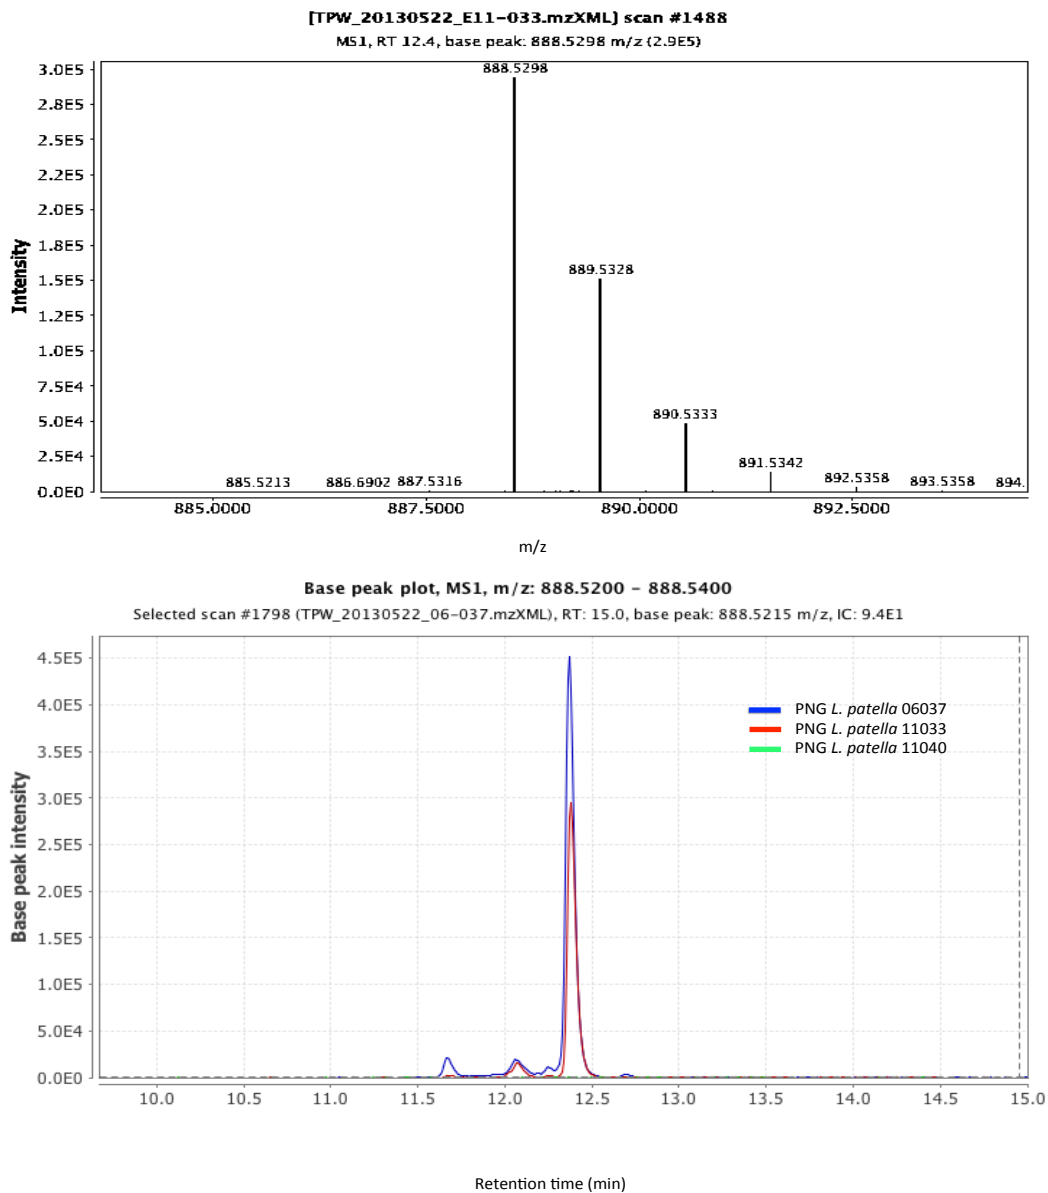 [TPW_20130522_E11-033.mzXML] scan #1488
MS1, RT 12.4, base peak: 888.5298 m/z (2.9E5)
3.0E5
2.8E5
2.5E5
2.2E5
2.0E5
1.8E5
1.5E5
1.2E5
1.0E5
7.5E4
5.0E4
2.5E4
0.0E0
Intensity
888.5298
889.5328
890.5333
891.5342
885.5213 886.6902 887.5316 892.5358 893.5358 894.
885.0000 887.5000 890.0000 892.5000
m/z
Base peak plot, MS1, m/z: 888.5200 - 888.5400
Selected scan #1798 (TPW_20130522_06-037.mzXML), RT: 15.0, base peak: 888.5215 m/z, IC: 9.4E1
4.5E5
4.0E5
3.5E5
3.0E5
2.5E5
2.0E5
1.5E5
1.0E5
5.0E4
0.0E0
Base peak intensity
PNG L. patella 06037
PNG L. patella 11033
PNG L. patella 11040
10.0 10.5 11.0 11.5 12.0 12.5 13.0 13.5 14.0 14.5 15.0
Retention time (min)